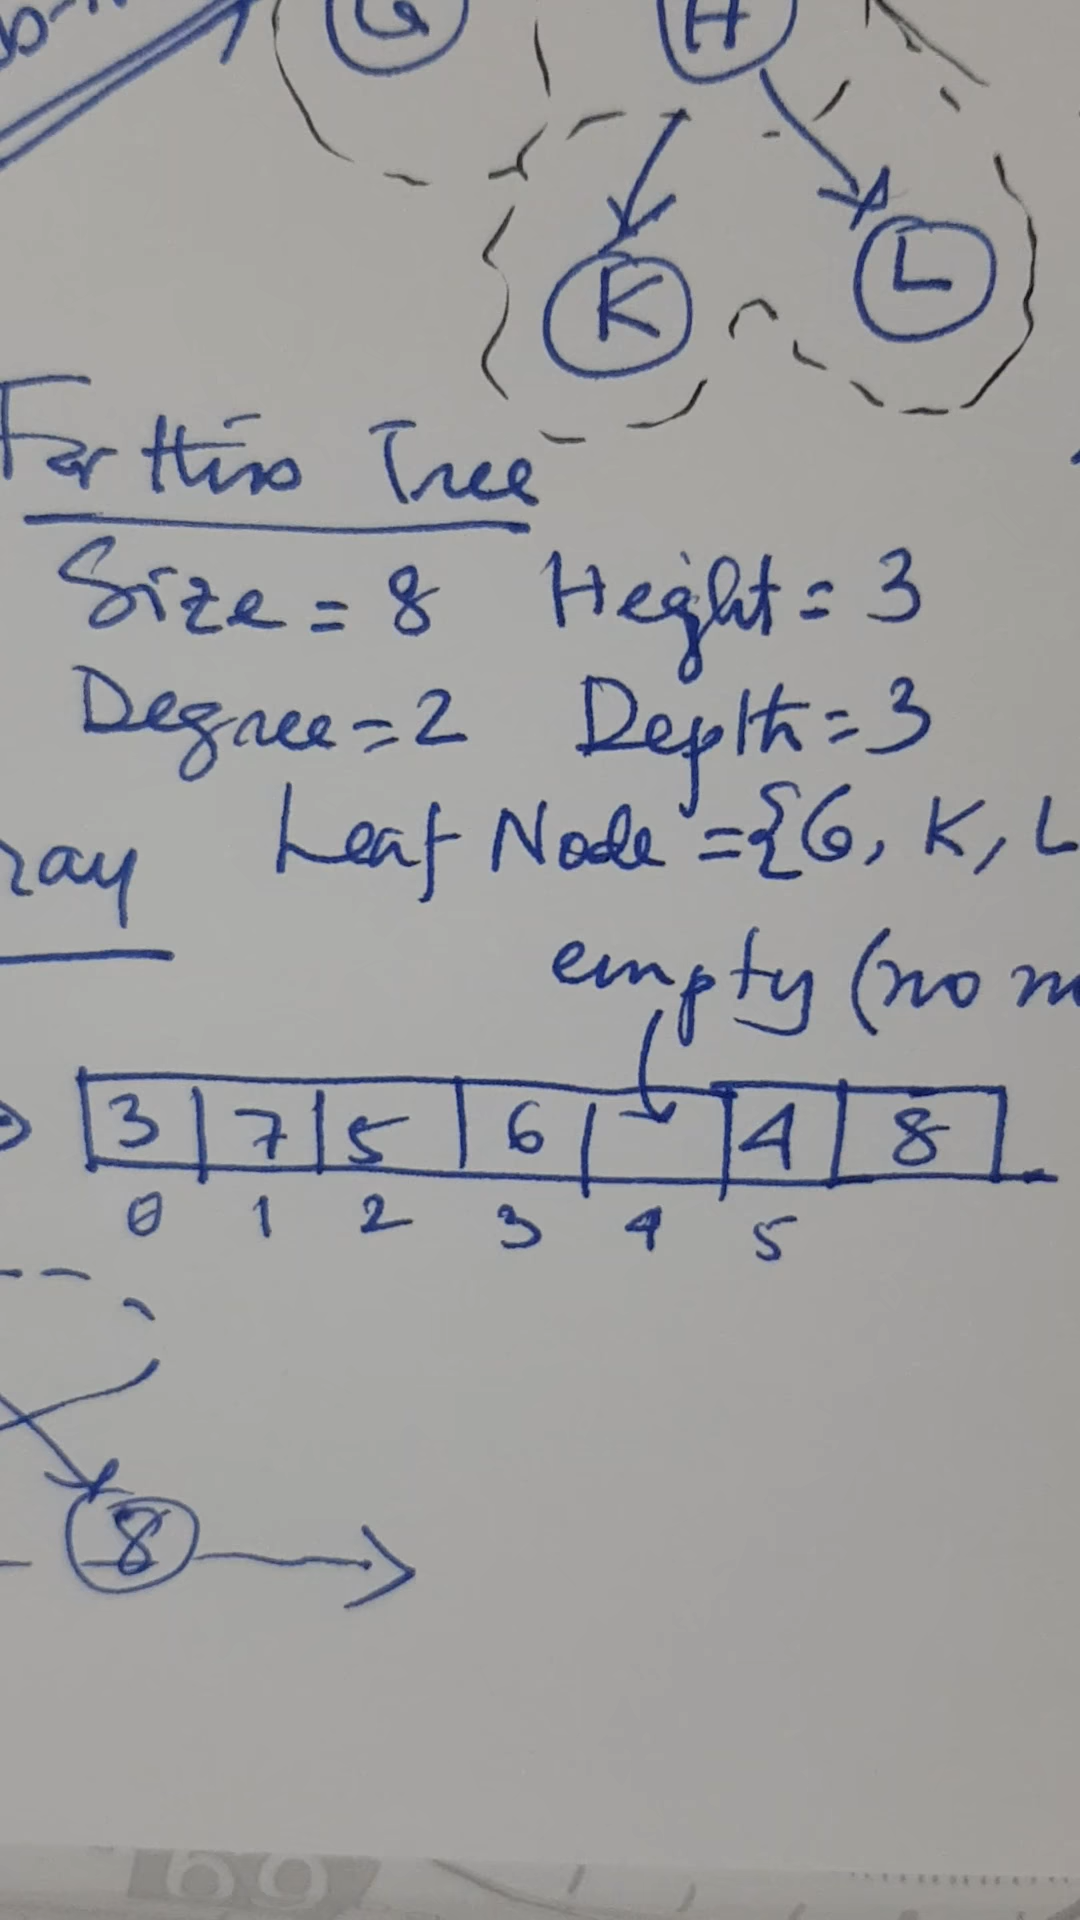 G H
K L
For this Tree
Size = 8 Height = 3
Degree = 2 Depth = 3
ray Leaf Node = {G, K, L
empty (no
3 7 5 6 4 8
0 1 2 3 4 5
8